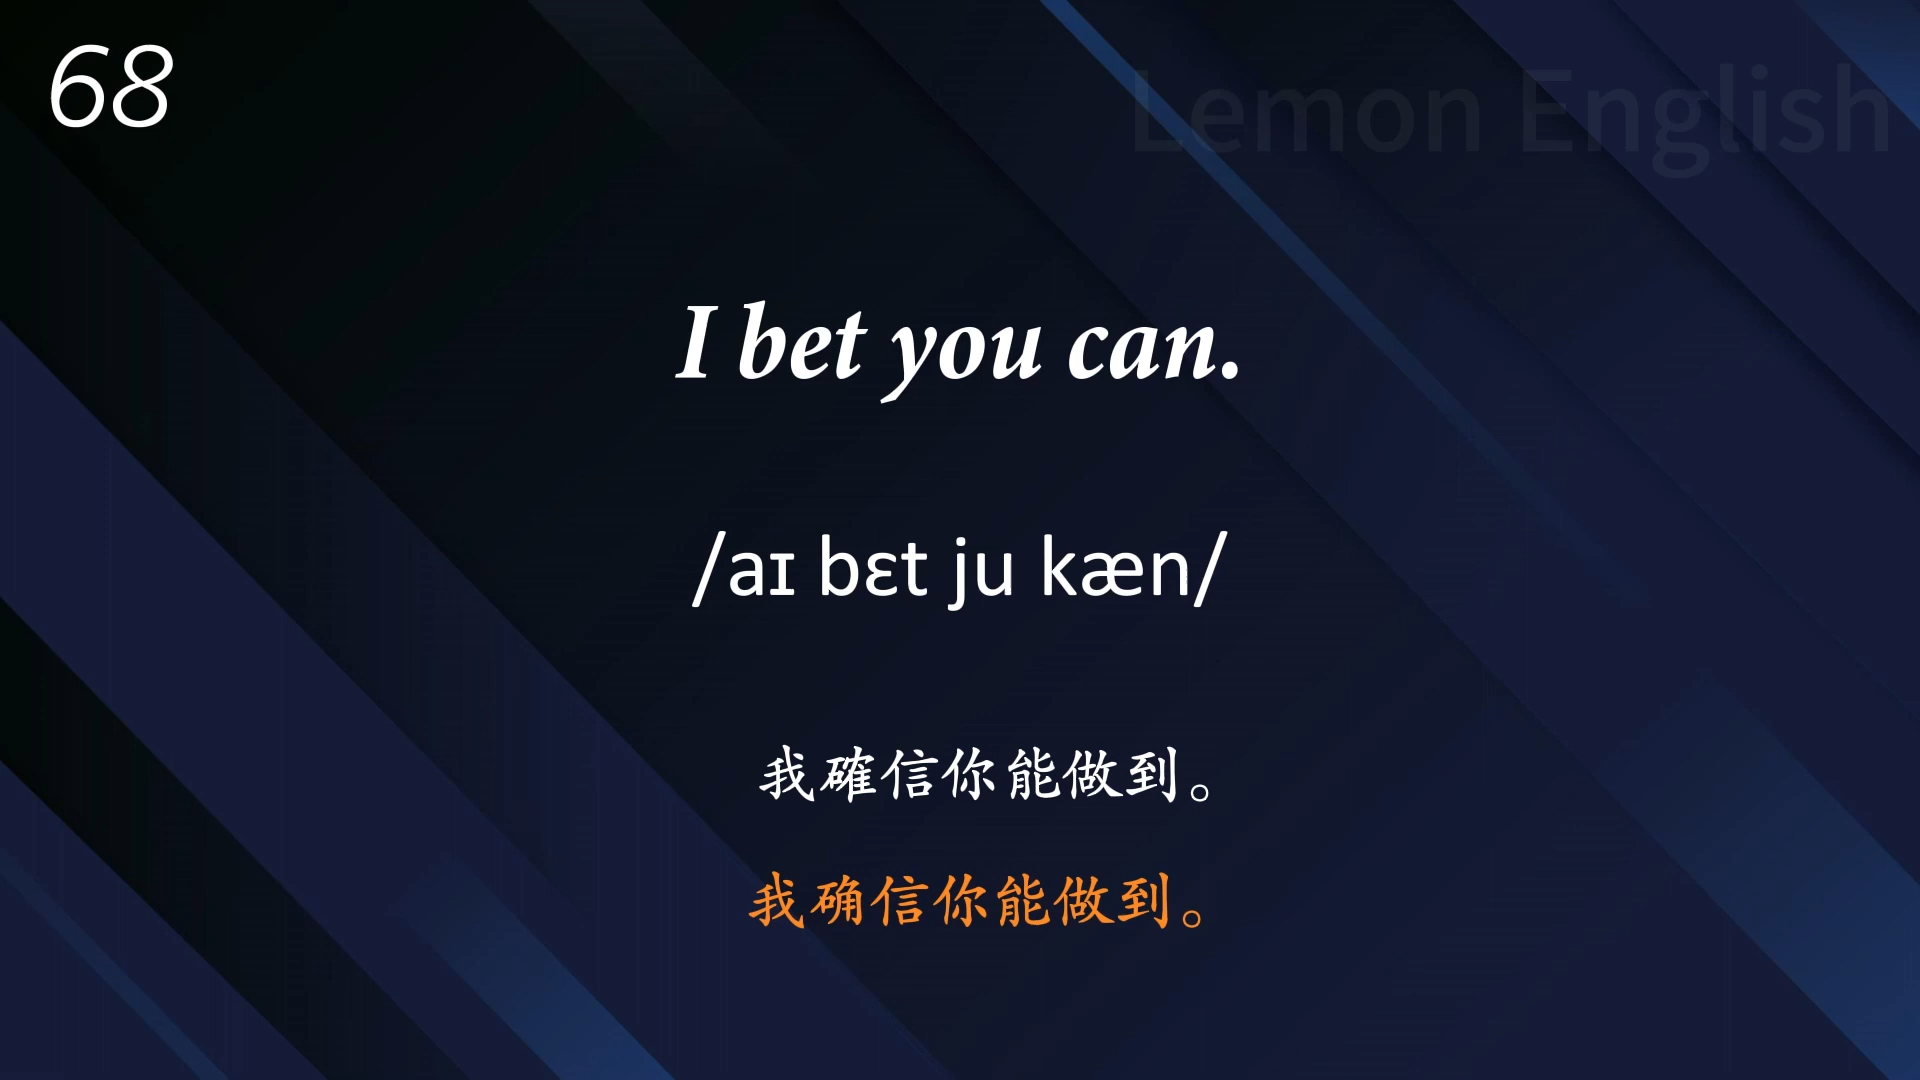 68
Lemon English
I bet you can.
/aɪ bɛt ju kæn/
我確信你能做到。
我确信你能做到。